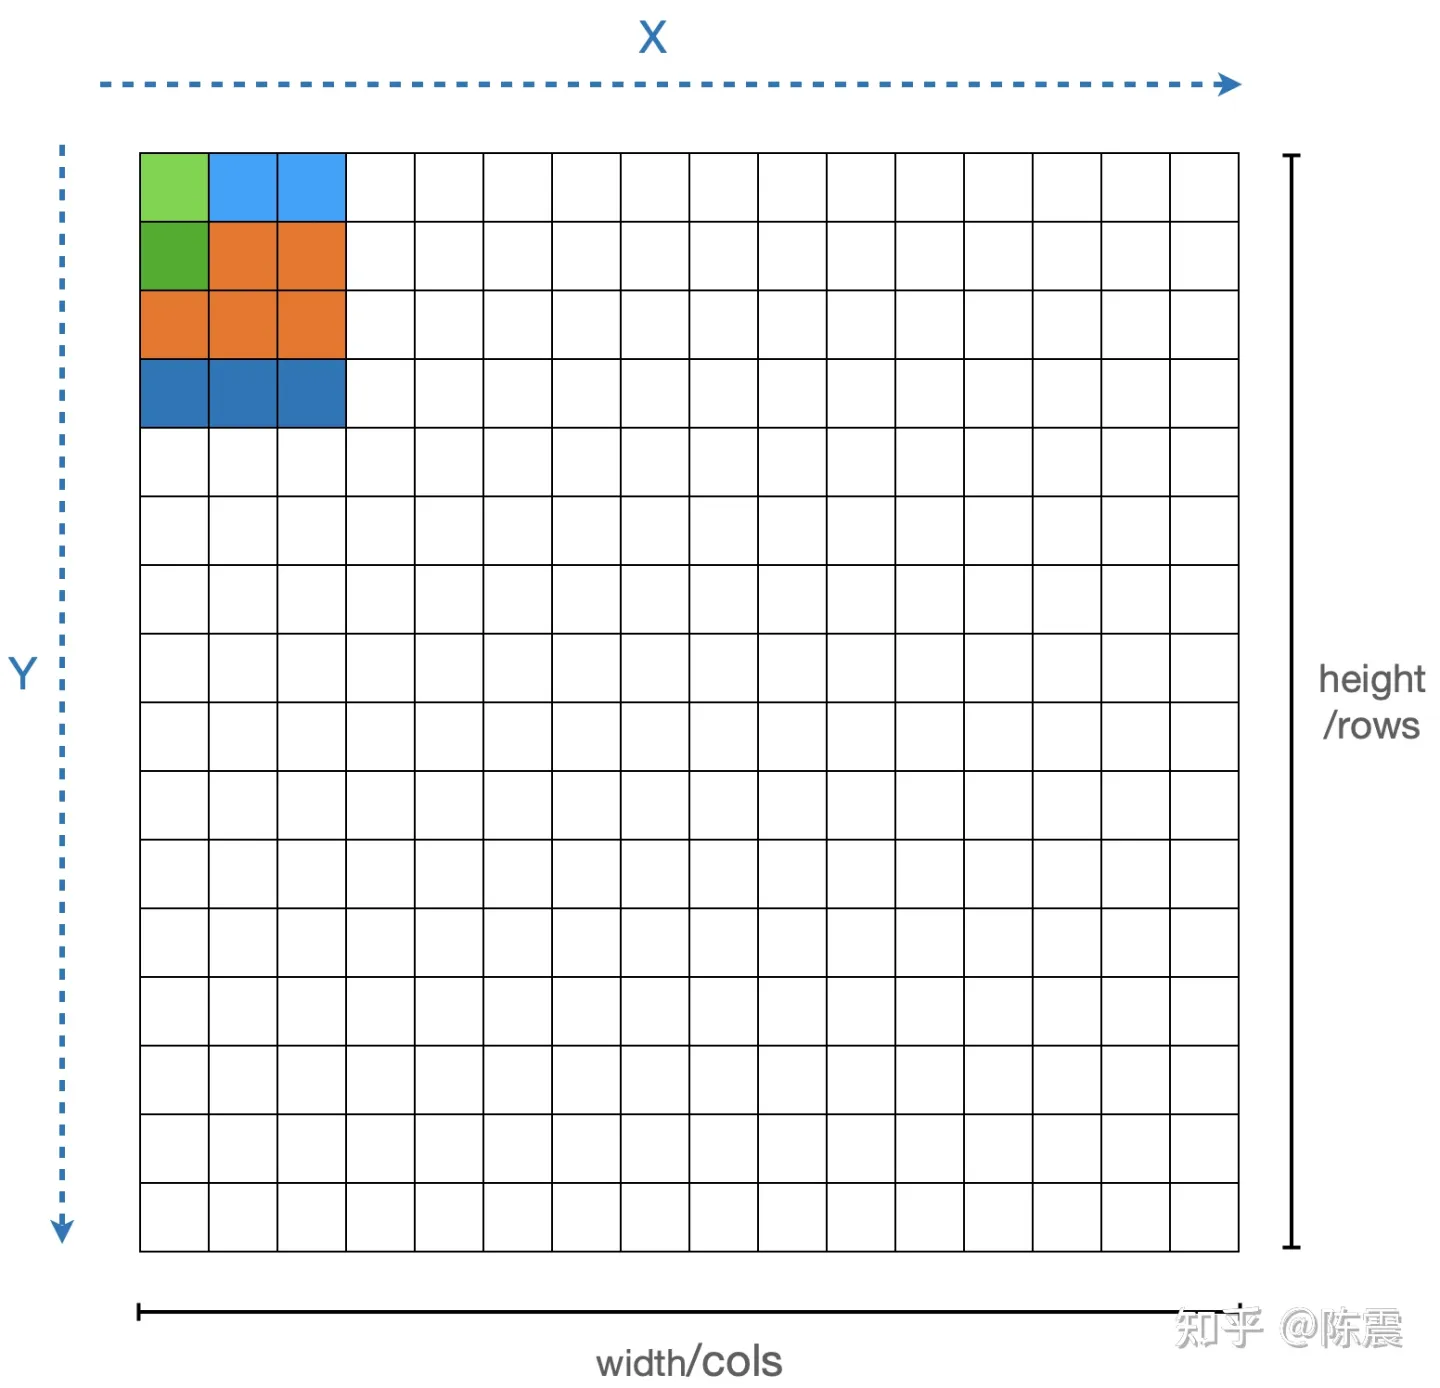 X
Y
height
/rows
width/cols
知乎 @陈震